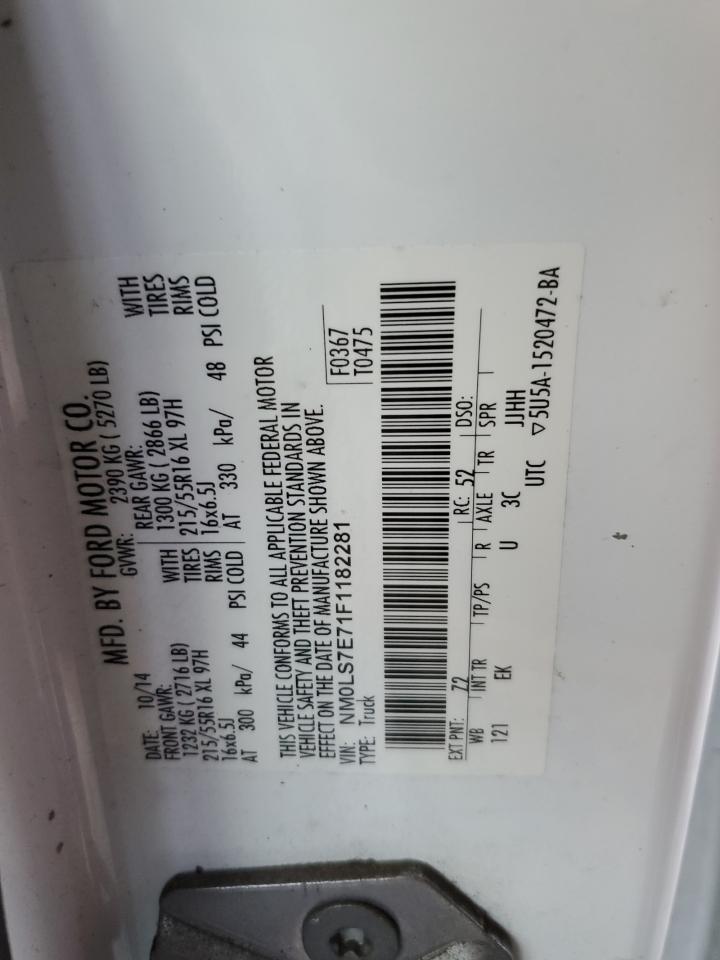 MFD. BY FORD MOTOR CO.
DATE: 10/14 GVWR: 2390 KG ( 5270 LB)
FRONT GAWR: REAR GAWR:
1232 KG ( 2716 LB) WITH 1300 KG ( 2866 LB) WITH
215/55R16 XL 97H TIRES 215/55R16 XL 97H TIRES
16x6.5J RIMS 16x6.5J RIMS
AT 300 kPa/ 44 PSI COLD AT 330 kPa/ 48 PSI COLD
THIS VEHICLE CONFORMS TO ALL APPLICABLE FEDERAL MOTOR
VEHICLE SAFETY AND THEFT PREVENTION STANDARDS IN
EFFECT ON THE DATE OF MANUFACTURE SHOWN ABOVE.
VIN: NM0LS7E71F1182281 F0367
TYPE: Truck T0475
EXT PNT: Z2 RC: 52 DSO:
WB INT TR TP/PS R AXLE TR SPR
121 EK U 3C JJHH
UTC ▽5U5A-1520472-BA